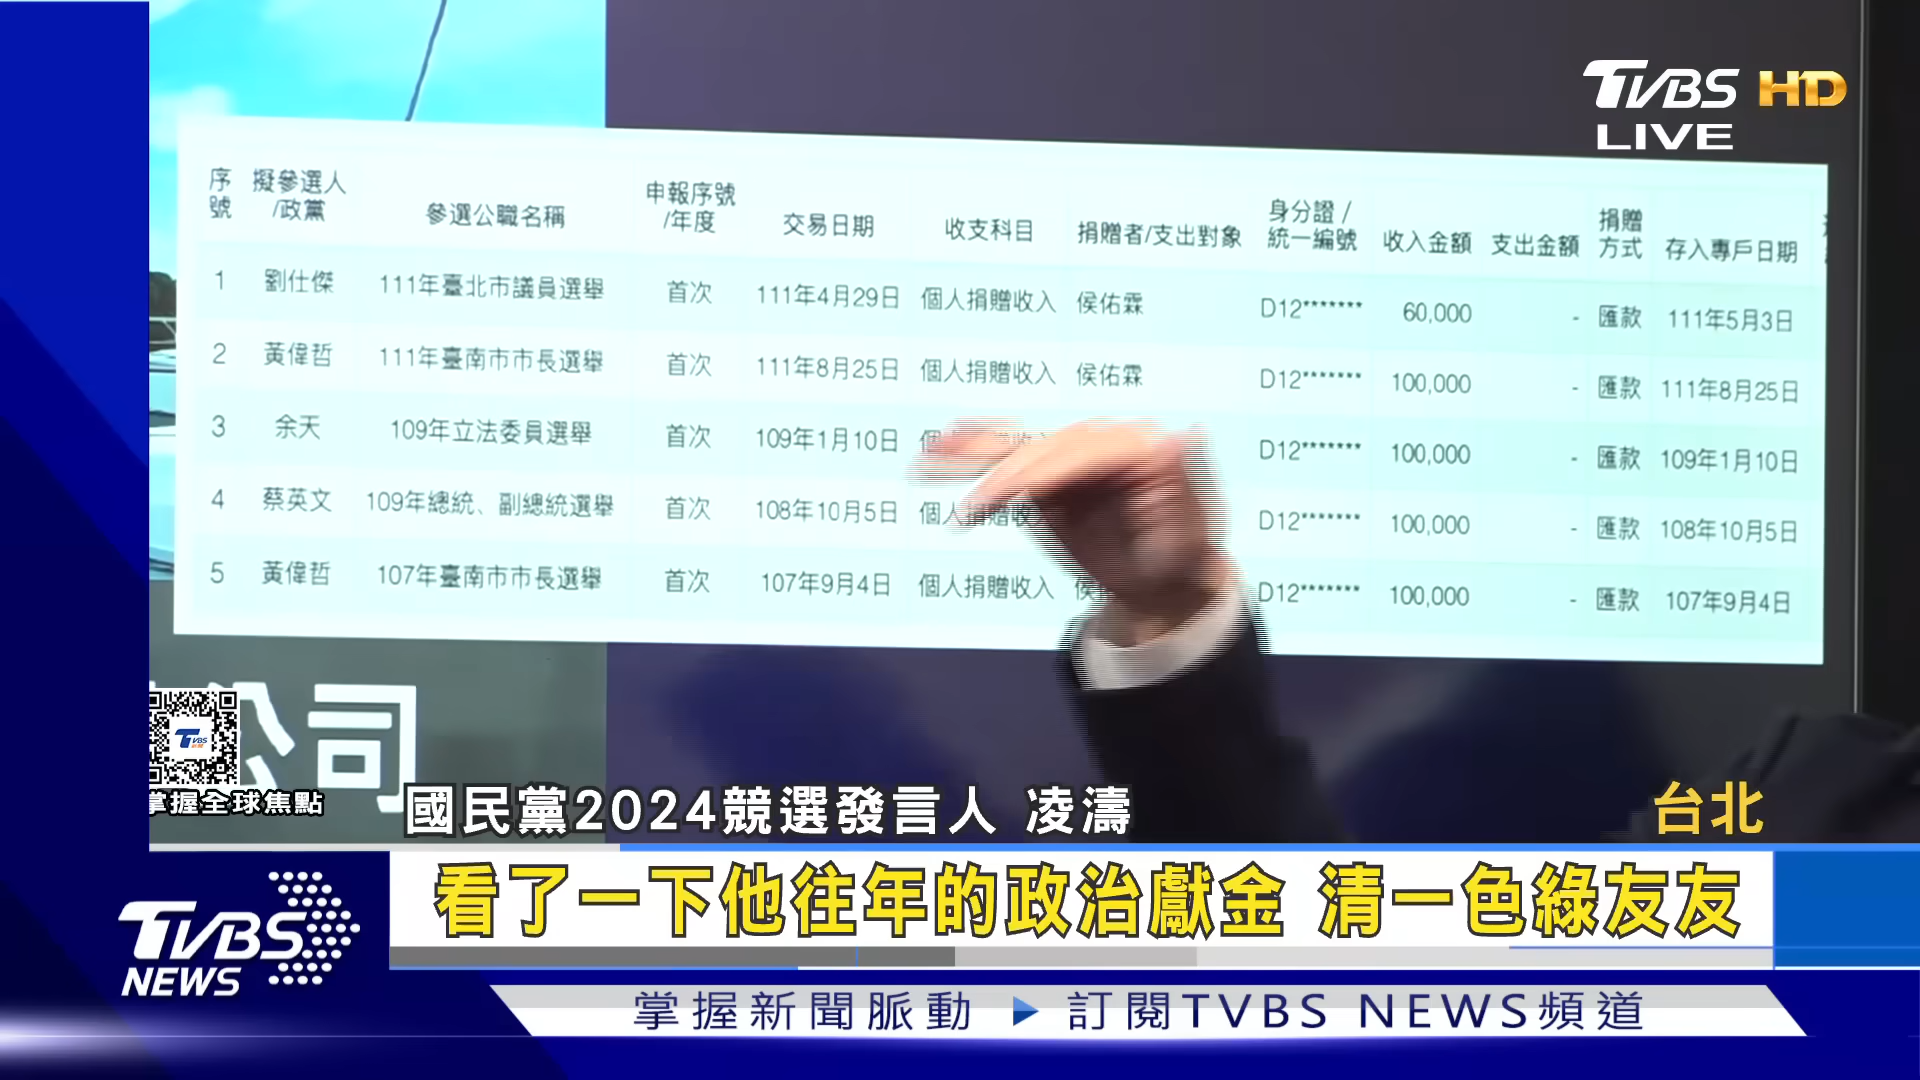 TVBS HD
LIVE
序號 擬參選人/政黨 參選公職名稱 申報序號/年度 交易日期 收支科目 捐贈者/支出對象 身分證/統一編號 收入金額 支出金額 捐贈方式 存入專戶日期
1 劉仕傑 111年臺北市議員選舉 首次 111年4月29日 個人捐贈收入 侯佑霖 D12******* 60,000 - 匯款 111年5月3日
2 黃偉哲 111年臺南市市長選舉 首次 111年8月25日 個人捐贈收入 侯佑霖 D12******* 100,000 - 匯款 111年8月25日
3 余天 109年立法委員選舉 首次 109年1月10日 D12******* 100,000 - 匯款 109年1月10日
4 蔡英文 109年總統、副總統選舉 首次 108年10月5日 個人捐贈收 D12******* 100,000 - 匯款 108年10月5日
5 黃偉哲 107年臺南市市長選舉 首次 107年9月4日 個人捐贈收入 侯 D12******* 100,000 - 匯款 107年9月4日
公司
TVBS
掌握全球焦點
國民黨2024競選發言人 凌濤
台北
看了一下他往年的政治獻金 清一色綠友友
TVBS
NEWS
掌握新聞脈動 ▶ 訂閱TVBS NEWS頻道